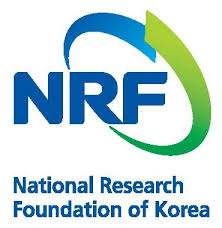 NRF
National Research
Foundation of Korea